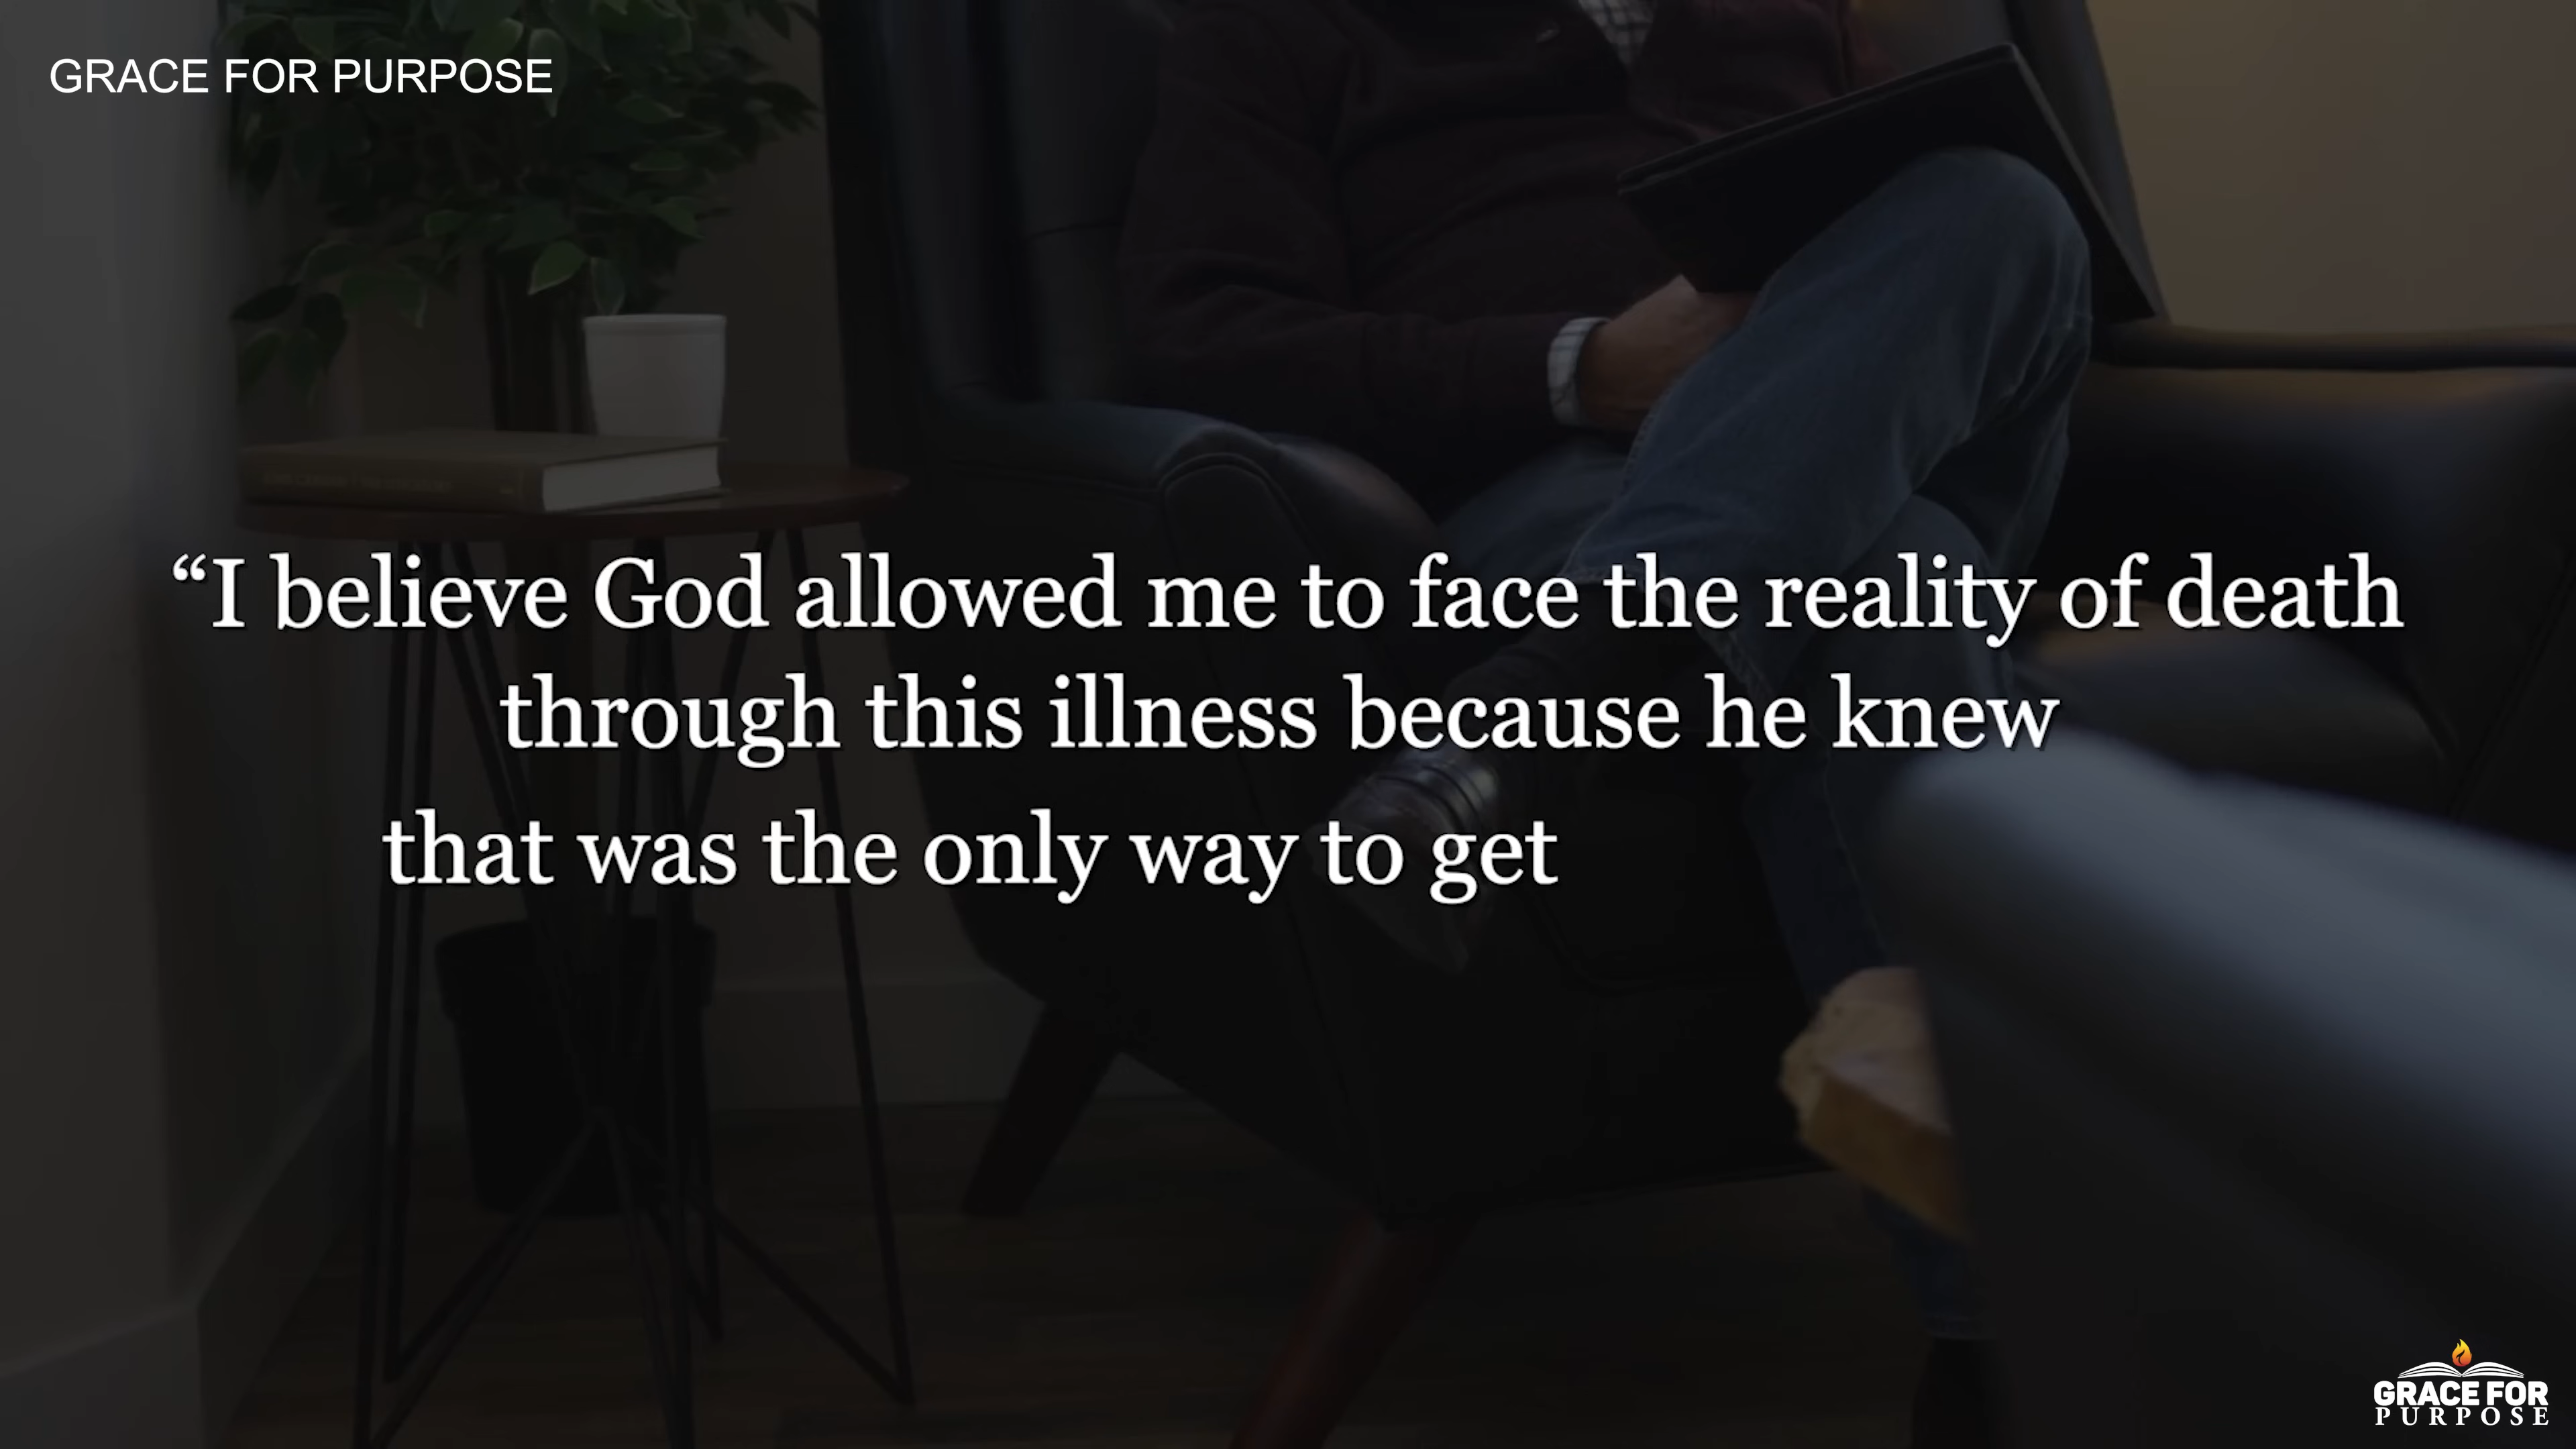 GRACE FOR PURPOSE
“I believe God allowed me to face the reality of death
through this illness because he knew
that was the only way to get
GRACE FOR
PURPOSE